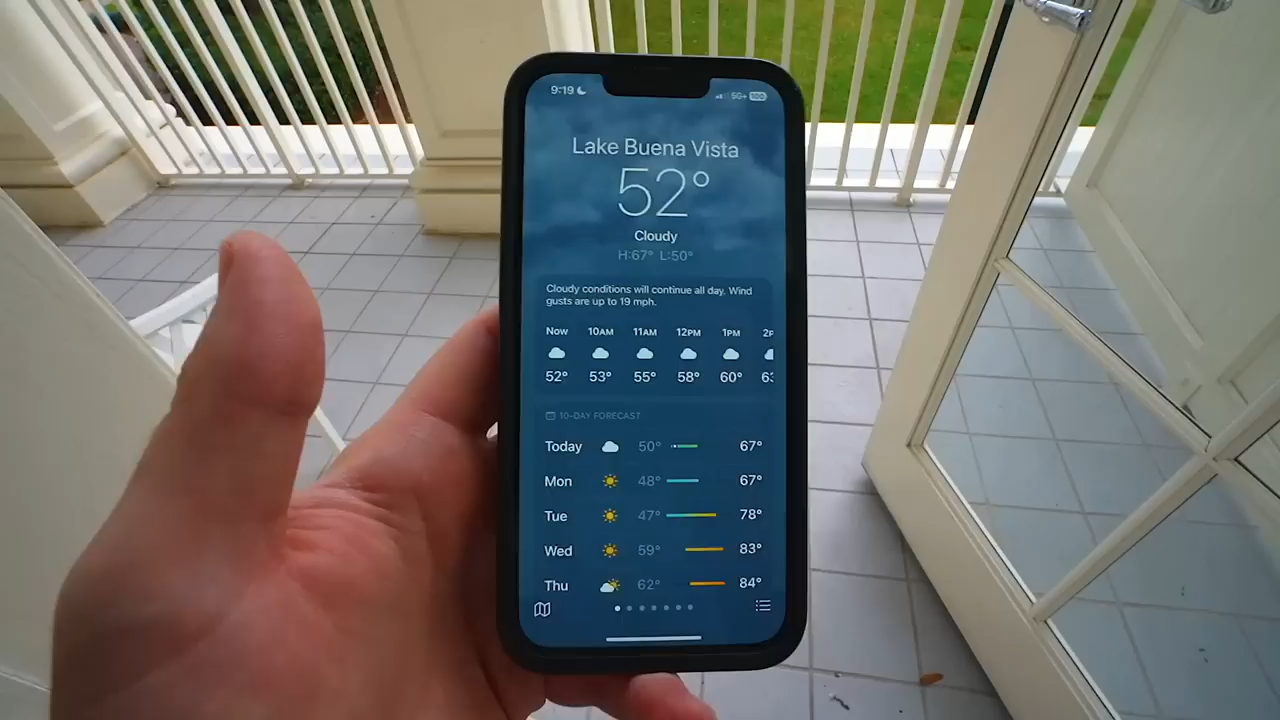 9:19 5G+ 100
Lake Buena Vista
52°
Cloudy
H:67° L:50°
Cloudy conditions will continue all day. Wind
gusts are up to 19 mph.
Now 10AM 11AM 12PM 1PM
52° 53° 55° 58° 60°
10-DAY FORECAST
Today 50° 67°
Mon 48° 67°
Tue 47° 78°
Wed 59° 83°
Thu 62° 84°